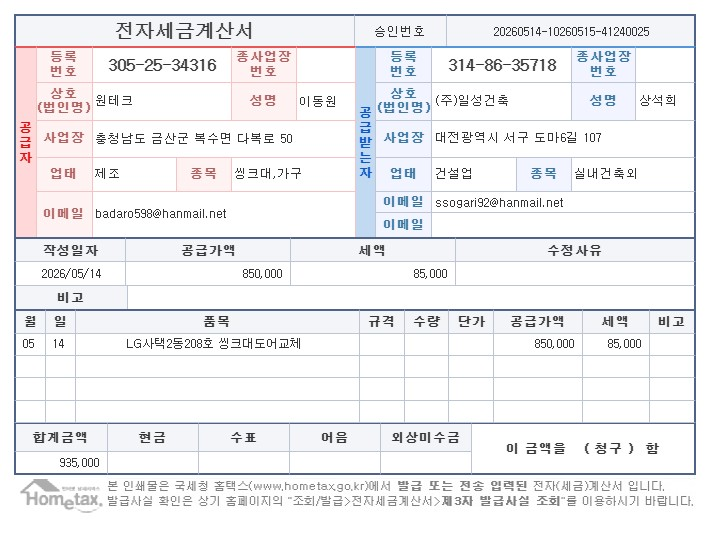 전자세금계산서 승인번호 20260514-10260515-41240025
공급자
등록번호 305-25-34316 종사업장번호
상호(법인명) 원테크 성명 이동원
사업장 충청남도 금산군 복수면 다복로 50
업태 제조 종목 씽크대,가구
이메일 badaro598@hanmail.net
공급받는자
등록번호 314-86-35718 종사업장번호
상호(법인명) (주)일성건축 성명 상석희
사업장 대전광역시 서구 도마6길 107
업태 건설업 종목 실내건축외
이메일 ssogari92@hanmail.net
이메일
작성일자 공급가액 세액 수정사유
2026/05/14 850,000 85,000
비고
월 일 품목 규격 수량 단가 공급가액 세액 비고
05 14 LG사택2동208호 씽크대도어교체 850,000 85,000
합계금액 현금 수표 어음 외상미수금 이 금액을 ( 청구 ) 함
935,000
Hometax. 본 인쇄물은 국세청 홈택스(www.hometax.go.kr)에서 발급 또는 전송 입력된 전자(세금)계산서 입니다.
발급사실 확인은 상기 홈페이지의 "조회/발급>전자세금계산서>제3자 발급사실 조회"를 이용하시기 바랍니다.